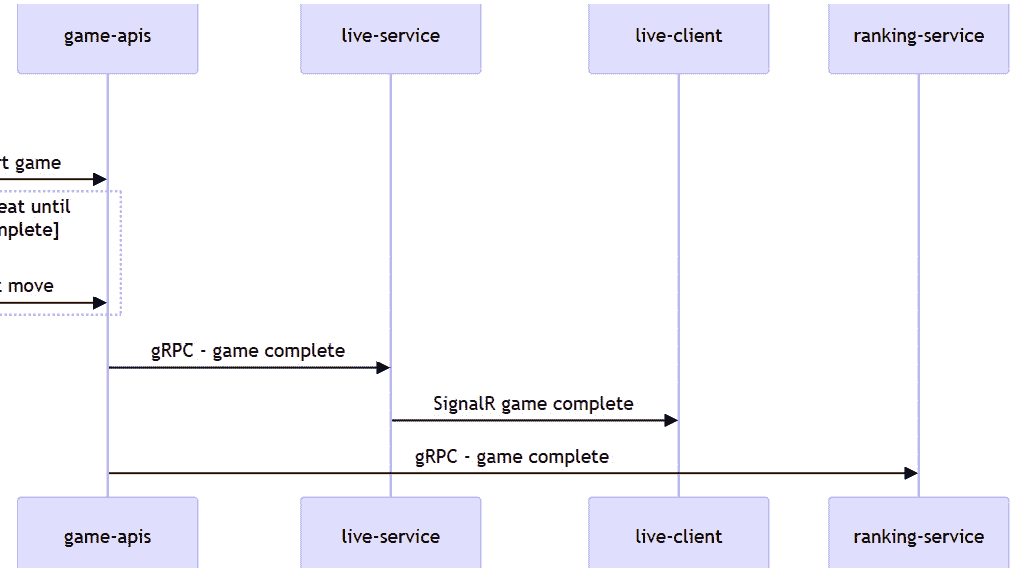 game-apis live-service live-client ranking-service
rt game
eat until
nplete]
move
gRPC - game complete
SignalR game complete
gRPC - game complete
game-apis live-service live-client ranking-service